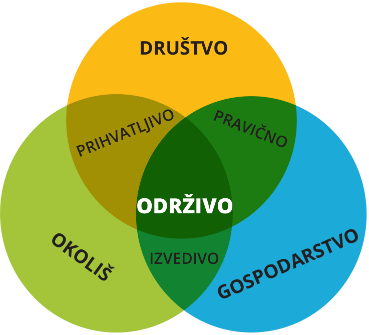 DRUŠTVO
PRIHVATLJIVO
PRAVIČNO
ODRŽIVO
OKOLIŠ
IZVEDIVO
GOSPODARSTVO